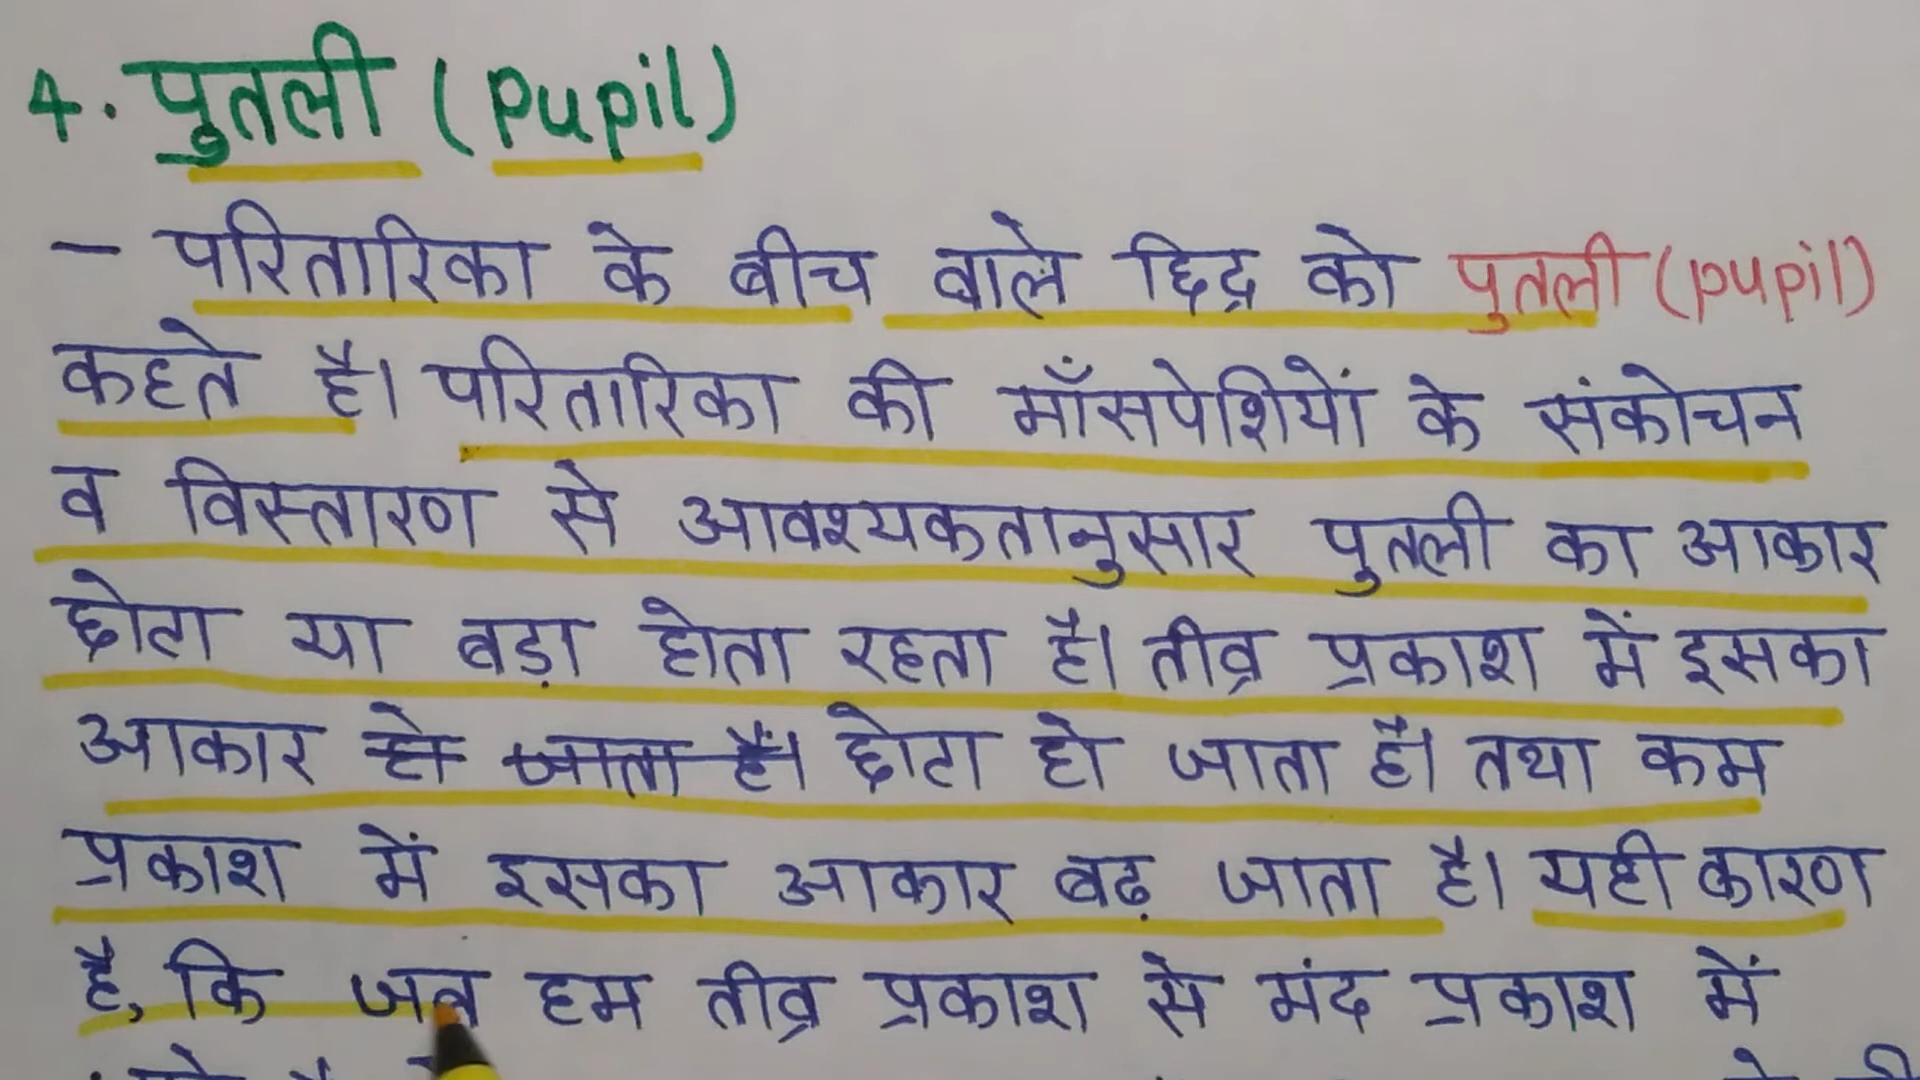 4. पुतली (Pupil)
- परितारिका के बीच वाले छिद्र को पुतली (pupil)
कहते है। परितारिका की माँसपेशियों के संकोचन
व विस्तारण से आवश्यकतानुसार पुतली का आकार
छोटा या बड़ा होता रहता है। तीव्र प्रकाश में इसका
आकार हो जाता है। छोटा हो जाता है। तथा कम
प्रकाश में इसका आकार बढ़ जाता है। यही कारण
है, कि जब हम तीव्र प्रकाश से मंद प्रकाश में